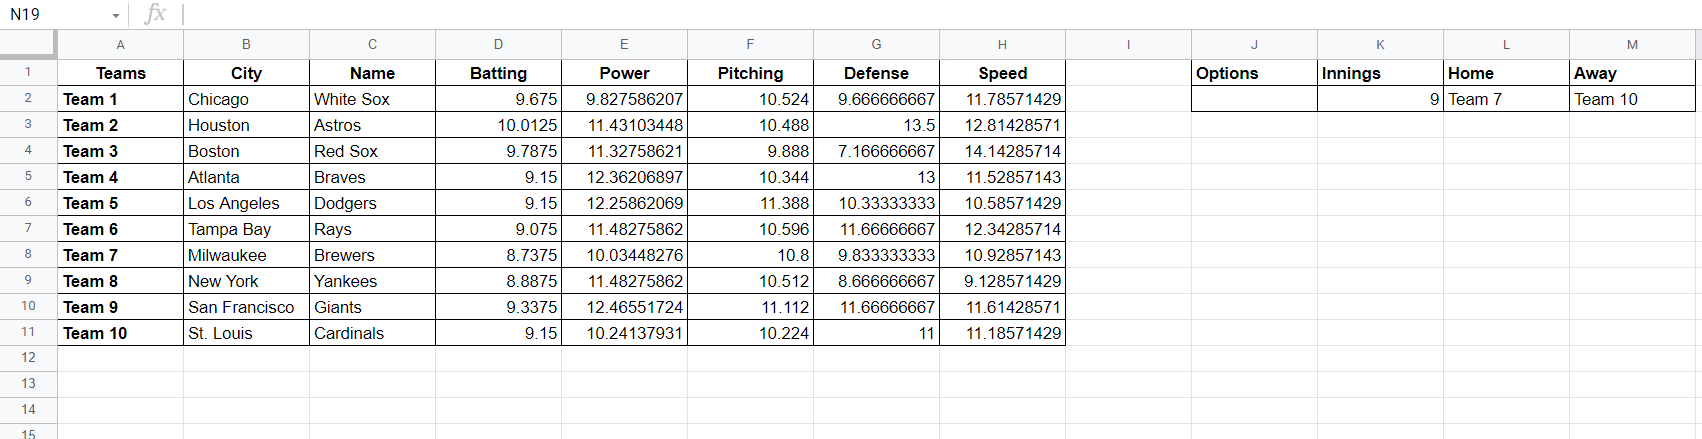 N19 fx
A B C D E F G H I J K L M
1 Teams City Name Batting Power Pitching Defense Speed Options Innings Home Away
2 Team 1 Chicago White Sox 9.675 9.827586207 10.524 9.666666667 11.78571429 9 Team 7 Team 10
3 Team 2 Houston Astros 10.0125 11.43103448 10.488 13.5 12.81428571
4 Team 3 Boston Red Sox 9.7875 11.32758621 9.888 7.166666667 14.14285714
5 Team 4 Atlanta Braves 9.15 12.36206897 10.344 13 11.52857143
6 Team 5 Los Angeles Dodgers 9.15 12.25862069 11.388 10.33333333 10.58571429
7 Team 6 Tampa Bay Rays 9.075 11.48275862 10.596 11.66666667 12.34285714
8 Team 7 Milwaukee Brewers 8.7375 10.03448276 10.8 9.833333333 10.92857143
9 Team 8 New York Yankees 8.8875 11.48275862 10.512 8.666666667 9.128571429
10 Team 9 San Francisco Giants 9.3375 12.46551724 11.112 11.66666667 11.61428571
11 Team 10 St. Louis Cardinals 9.15 10.24137931 10.224 11 11.18571429
12
13
14
15